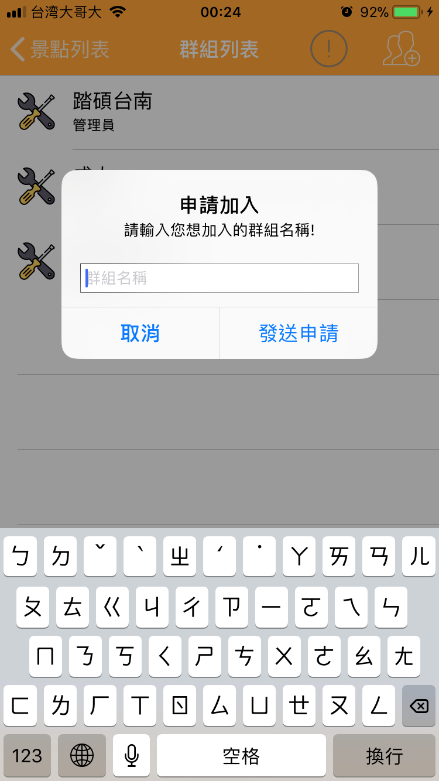 台湾大哥大 00:24 92%
景點列表 群組列表
踏碩台南
管理員
申請加入
請輸入您想加入的群組名稱!
群組名稱
取消 發送申請
ㄅ ㄉ ˇ ˋ ㄓ ˊ ˙ ㄚ ㄞ ㄢ ㄦ
ㄆ ㄊ ㄍ ㄐ ㄔ ㄗ ㄧ ㄛ ㄟ ㄣ
ㄇ ㄋ ㄎ ㄑ ㄕ ㄘ ㄨ ㄜ ㄠ ㄤ
ㄈ ㄌ ㄏ ㄒ ㄖ ㄙ ㄩ ㄝ ㄡ ㄥ
123 空格 換行